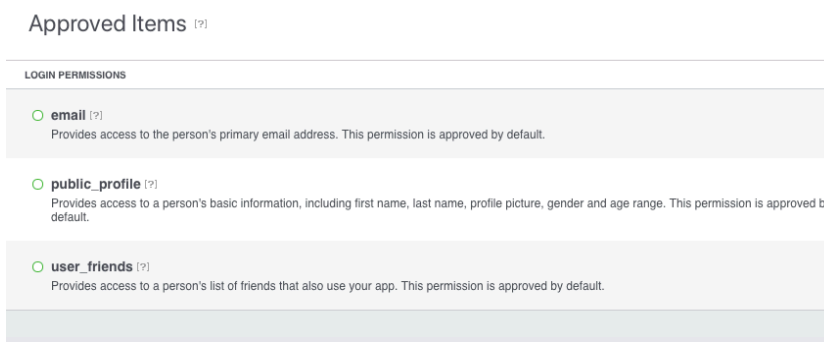 Approved Items [?]
LOGIN PERMISSIONS
email [?]
Provides access to the person's primary email address. This permission is approved by default.
public_profile [?]
Provides access to a person's basic information, including first name, last name, profile picture, gender and age range. This permission is approved
default.
user_friends [?]
Provides access to a person's list of friends that also use your app. This permission is approved by default.